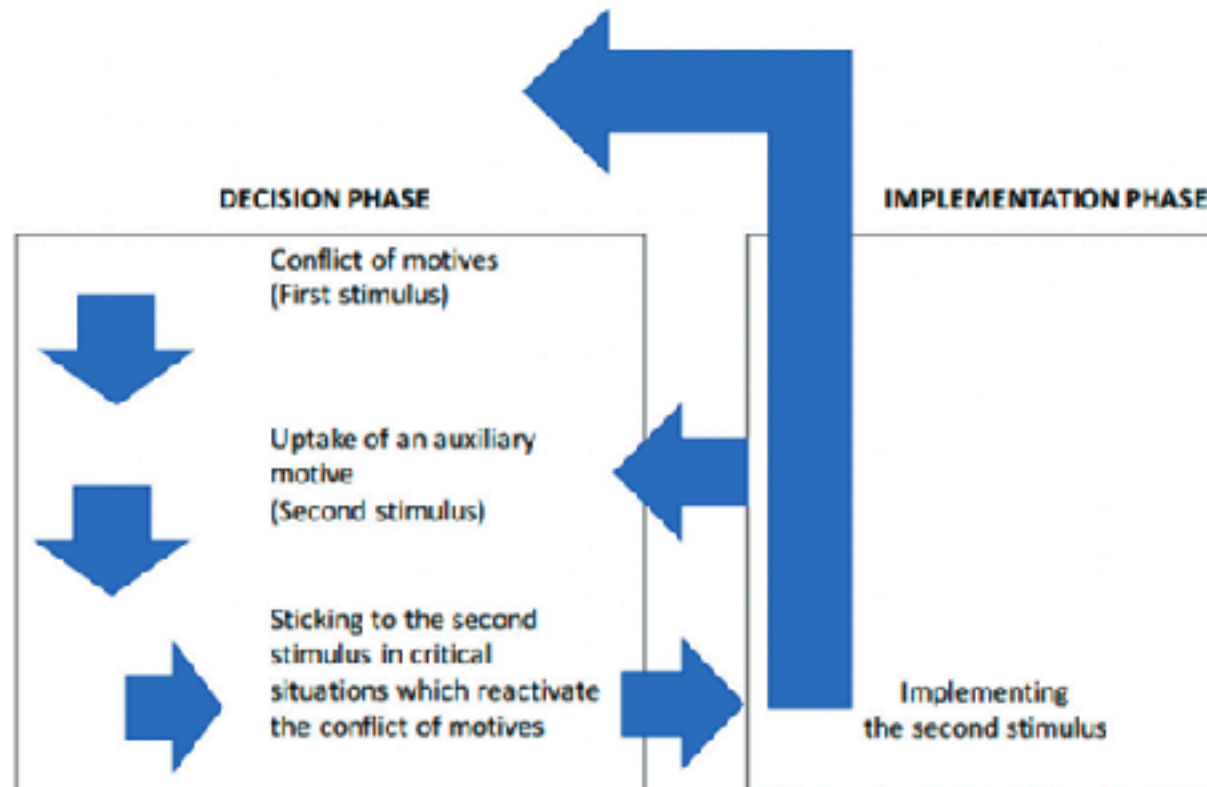 DECISION PHASE
IMPLEMENTATION PHASE
Conflict of motives
(First stimulus)
Uptake of an auxiliary
motive
(Second stimulus)
Sticking to the second
stimulus in critical
situations which reactivate
the conflict of motives
Implementing
the second stimulus